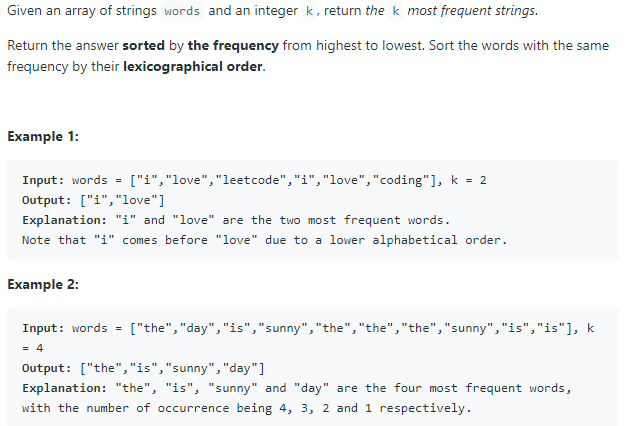 Given an array of strings words and an integer k, return the k most frequent strings.
Return the answer sorted by the frequency from highest to lowest. Sort the words with the same
frequency by their lexicographical order.
Example 1:
Input: words = ["i","love","leetcode","i","love","coding"], k = 2
Output: ["i","love"]
Explanation: "i" and "love" are the two most frequent words.
Note that "i" comes before "love" due to a lower alphabetical order.
Example 2:
Input: words = ["the","day","is","sunny","the","the","the","sunny","is","is"], k
= 4
Output: ["the","is","sunny","day"]
Explanation: "the", "is", "sunny" and "day" are the four most frequent words,
with the number of occurrence being 4, 3, 2 and 1 respectively.